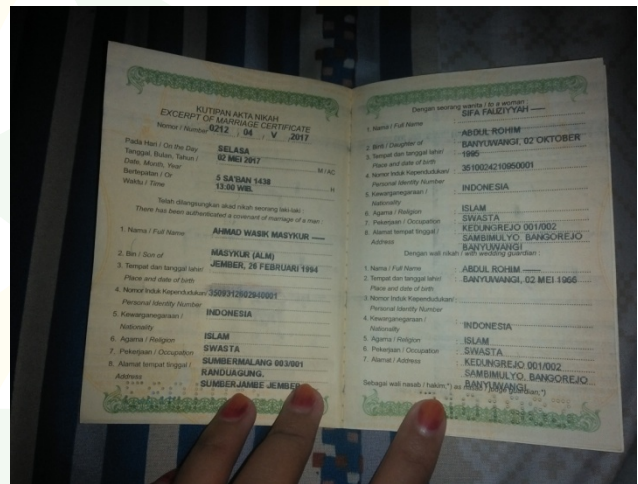 KUTIPAN AKTA NIKAH
EXCERPT OF MARRIAGE CERTIFICATE
Nomor / Number 0212 / 04 / V / 2017
Pada Hari / On the Day SELASA
Tanggal, Bulan, Tahun / 02 MEI 2017 M / AC
Date, Month, Year
Bertepatan / Or 5 SA'BAN 1438 H
Waktu / Time 13:00 WIB.
Telah dilangsungkan akad nikah seorang laki-laki :
There has been authenticated a covenant of marriage of a man :
1. Nama / Full Name AHMAD WASIK MASYKUR
2. Bin / Son of MASYKUR (ALM)
3. Tempat dan tanggal lahir JEMBER, 26 FEBRUARI 1994
Place and date of birth
4. Nomor Induk Kependudukan/ 3509312602940001
Personal Identity Number
5. Kewarganegaraan / INDONESIA
Nationality
6. Agama / Religion ISLAM
7. Pekerjaan / Occupation SWASTA
8. Alamat tempat tinggal / SUMBERMALANG 003/001
Address RANDUAGUNG.
SUMBERJAMBE JEMBER
Dengan seorang wanita / to a woman :
1. Nama / Full Name : SIFA FAUZIYYAH
2. Binti / Daughter of : ABDUL ROHIM
3. Tempat dan tanggal lahir : BANYUWANGI, 02 OKTOBER
Place and date of birth 1995
4. Nomor Induk Kependudukan/ : 3510024210950001
Personal Identity Number
5. Kewarganegaraan / : INDONESIA
Nationality
6. Agama / Religion : ISLAM
7. Pekerjaan / Occupation : SWASTA
8. Alamat tempat tinggal / : KEDUNGREJO 001/002
Address SAMBIMULYO. BANGOREJO
BANYUWANGI
Dengan wali nikah / with wedding guardian :
1. Nama / Full Name : ABDUL ROHIM
2. Tempat dan tanggal lahir : BANYUWANGI, 02 MEI 1966
Place and date of birth
3. Nomor Induk Kependudukan/ :
Personal Identity Number
4. Kewarganegaraan /
Nationality : INDONESIA
5. Agama / Religion : ISLAM
6. Pekerjaan / Occupation : SWASTA
7. Alamat / Address : KEDUNGREJO 001/002
SAMBIMULYO. BANGOREJO
BANYUWANGI.
Sebagai wali nasab / hakim,*) as guardian,*)